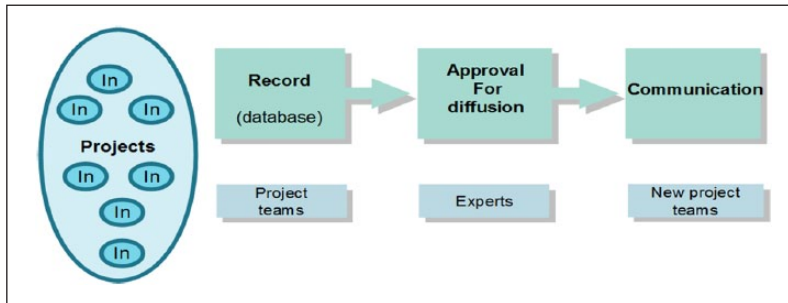 In
In
In
Projects
In
In
In
In
Record
(database)
Approval
For
diffusion
Communication
Project
teams
Experts
New project
teams